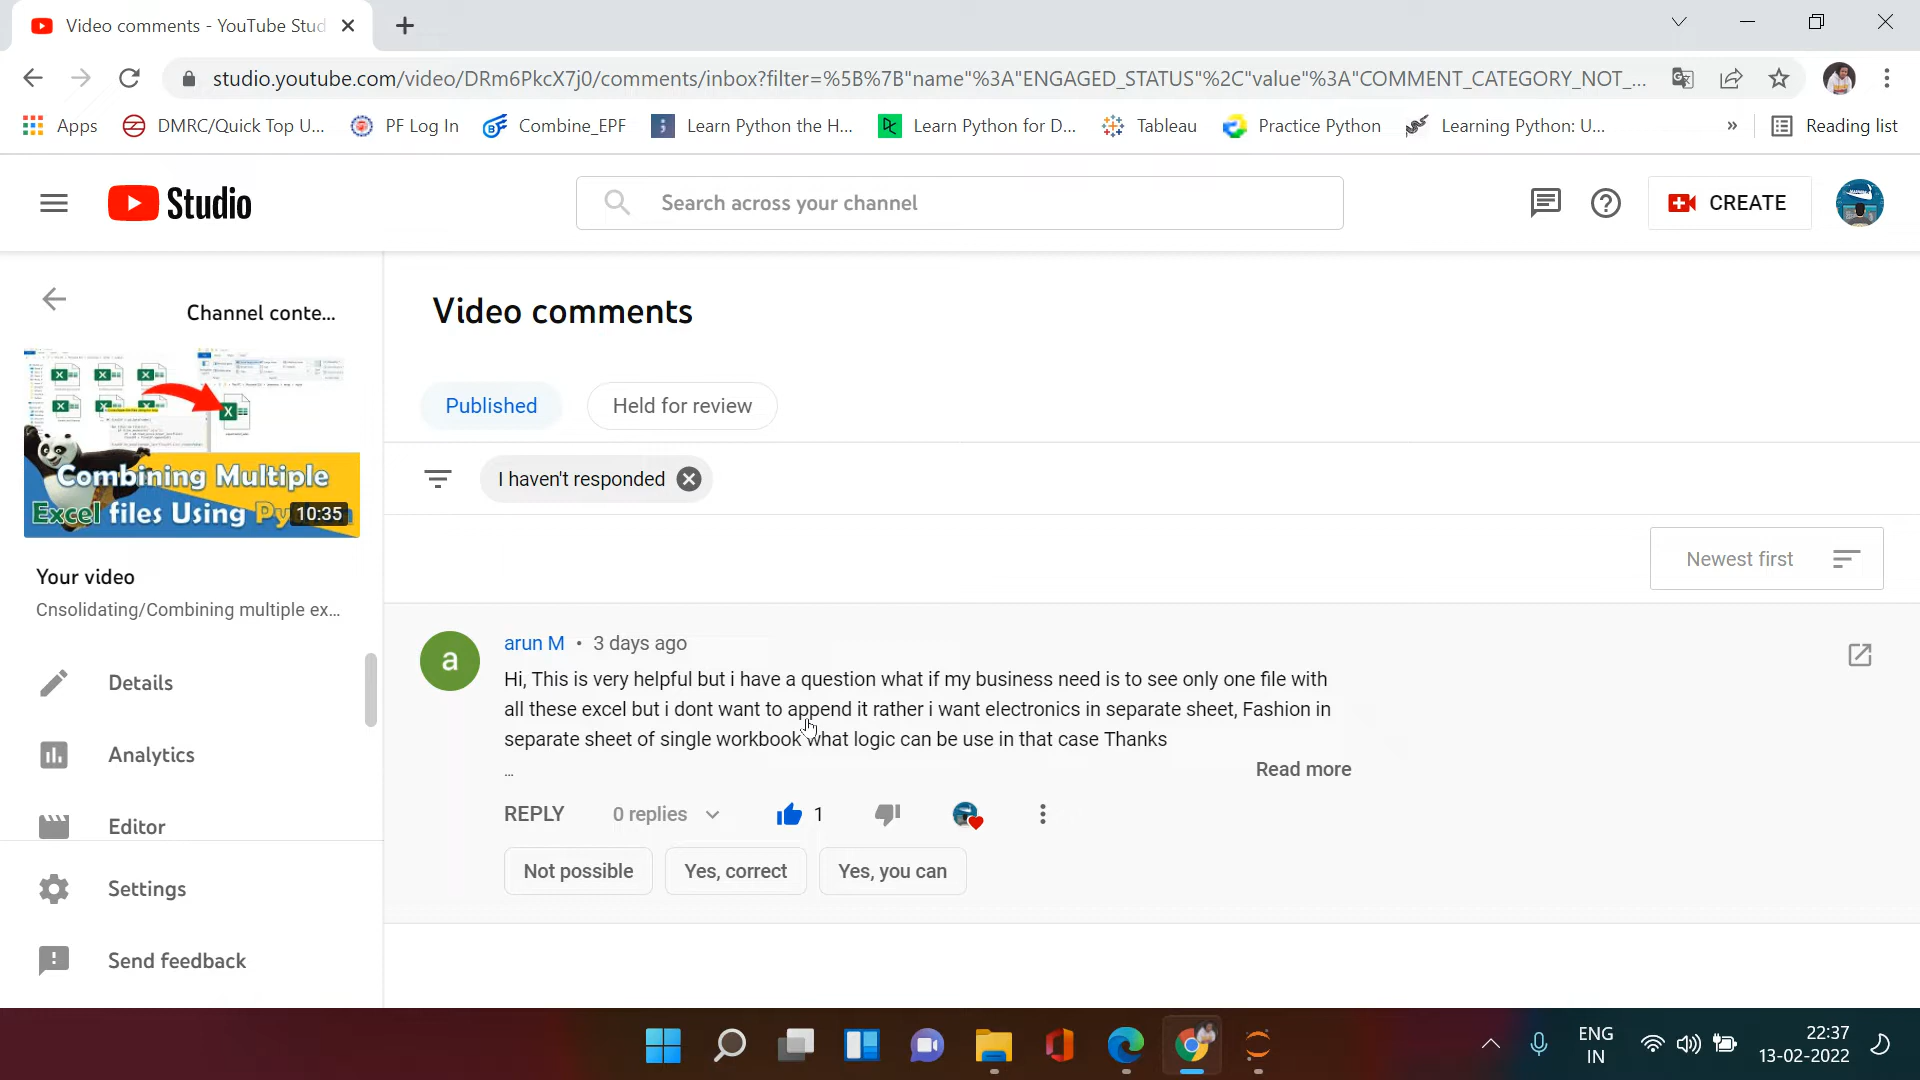 Video comments - YouTube Stud
studio.youtube.com/video/DRm6PkcX7j0/comments/inbox?filter=%5B%7B"name"%3A"ENGAGED_STATUS"%2C"value"%3A"COMMENT_CATEGORY_NOT_...
Apps DMRC/Quick Top U... PF Log In Combine_EPF Learn Python the H... Learn Python for D... Tableau Practice Python Learning Python: U... » Reading list
Studio
Search across your channel
CREATE
Channel conte...
Video comments
Published
Held for review
I haven't responded
Combining Multiple
Excel files Using Py
10:35
Newest first
Your video
Cnsolidating/Combining multiple ex...
Details
Analytics
Editor
Settings
Send feedback
a
arun M • 3 days ago
Hi, This is very helpful but i have a question what if my business need is to see only one file with
all these excel but i dont want to append it rather i want electronics in separate sheet, Fashion in
separate sheet of single workbook what logic can be use in that case Thanks
...
Read more
REPLY 0 replies 1
Not possible
Yes, correct
Yes, you can
ENG
IN
22:37
13-02-2022